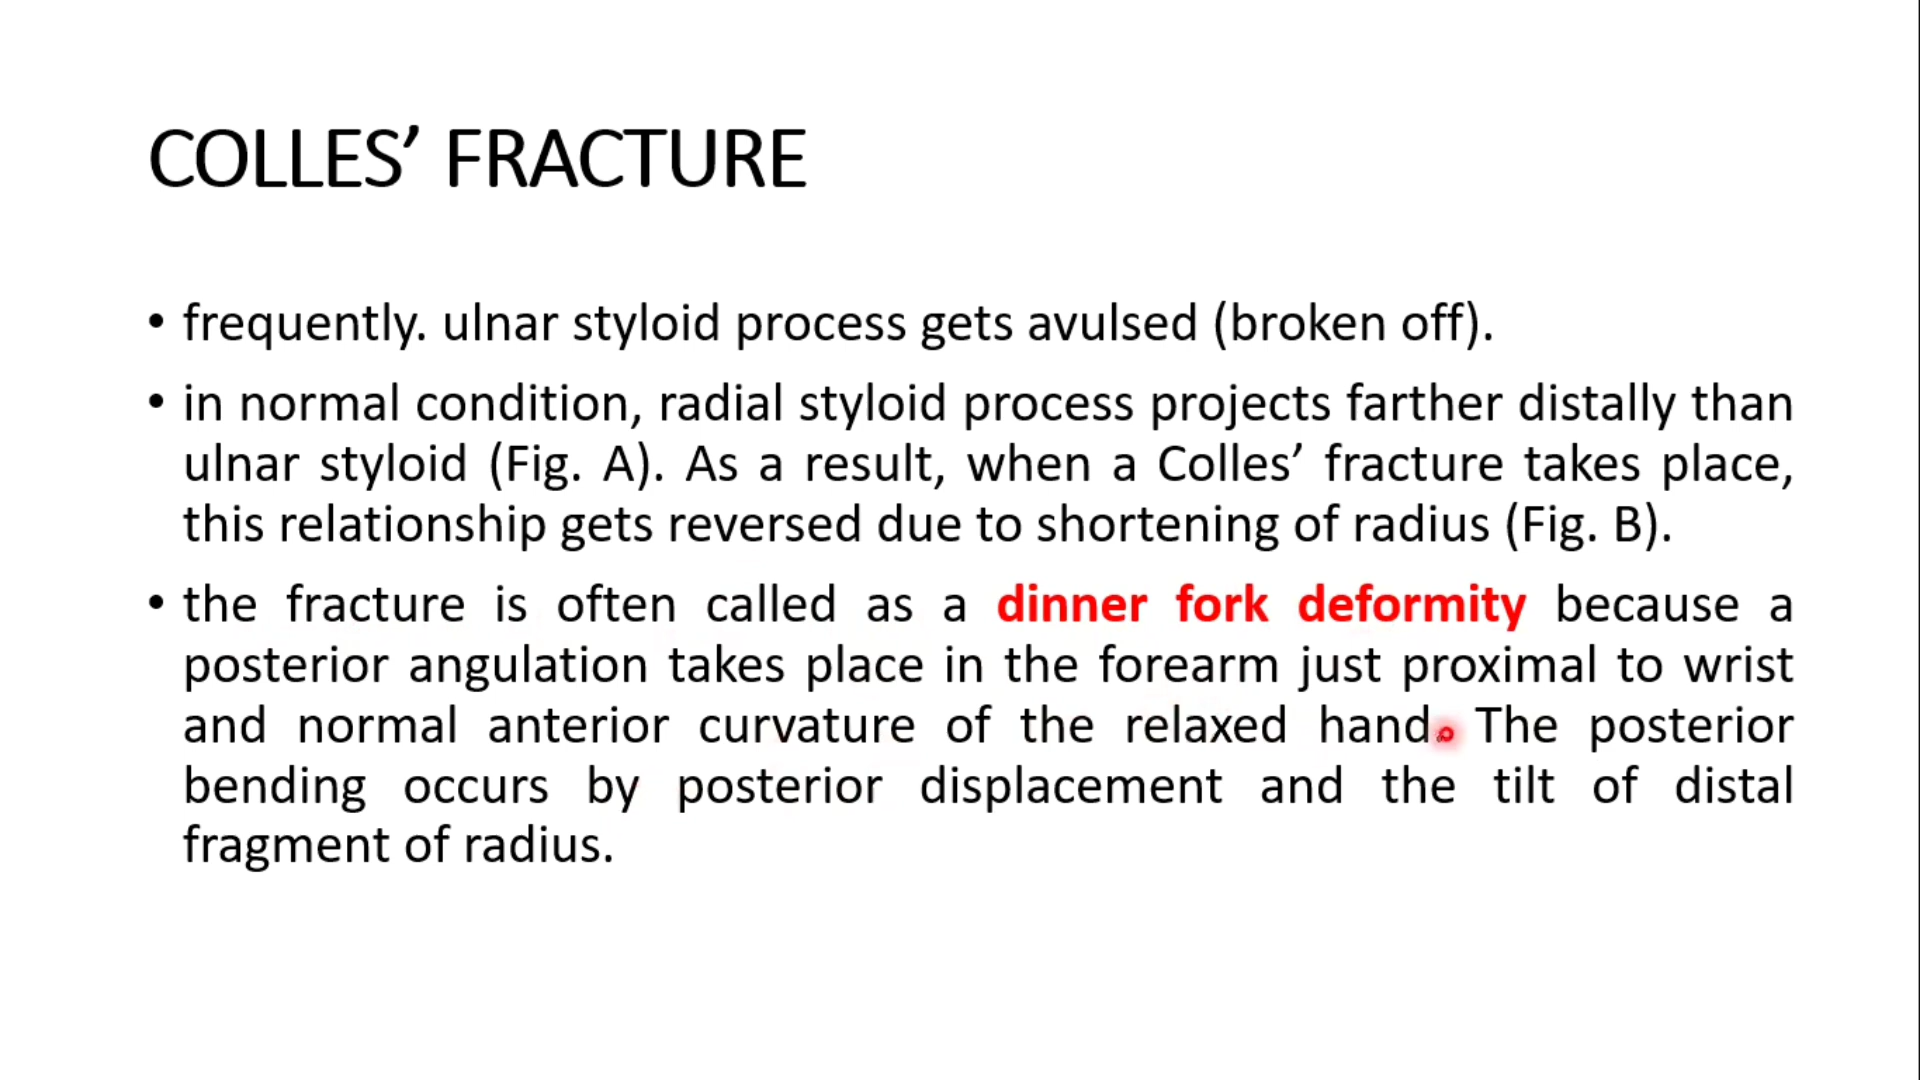 COLLES’ FRACTURE
• frequently. ulnar styloid process gets avulsed (broken off).
• in normal condition, radial styloid process projects farther distally than
ulnar styloid (Fig. A). As a result, when a Colles’ fracture takes place,
this relationship gets reversed due to shortening of radius (Fig. B).
• the fracture is often called as a dinner fork deformity because a
posterior angulation takes place in the forearm just proximal to wrist
and normal anterior curvature of the relaxed hand. The posterior
bending occurs by posterior displacement and the tilt of distal
fragment of radius.